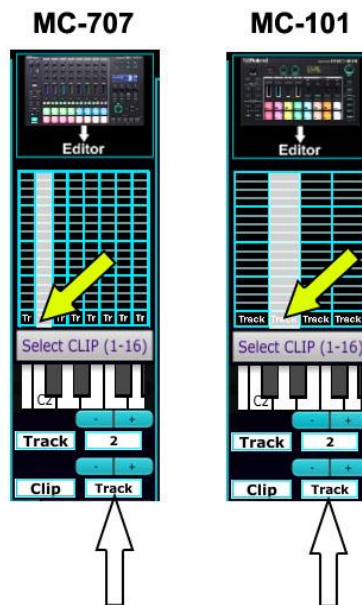 MC-707
Editor
Tr Tr Tr Tr Tr Tr Tr
Select CLIP (1-16)
C2
- +
Track 2
- +
Clip Track
MC-101
Roland
Editor
Track Track Track
Select CLIP (1-16)
C2
- +
Track 2
- +
Clip Track